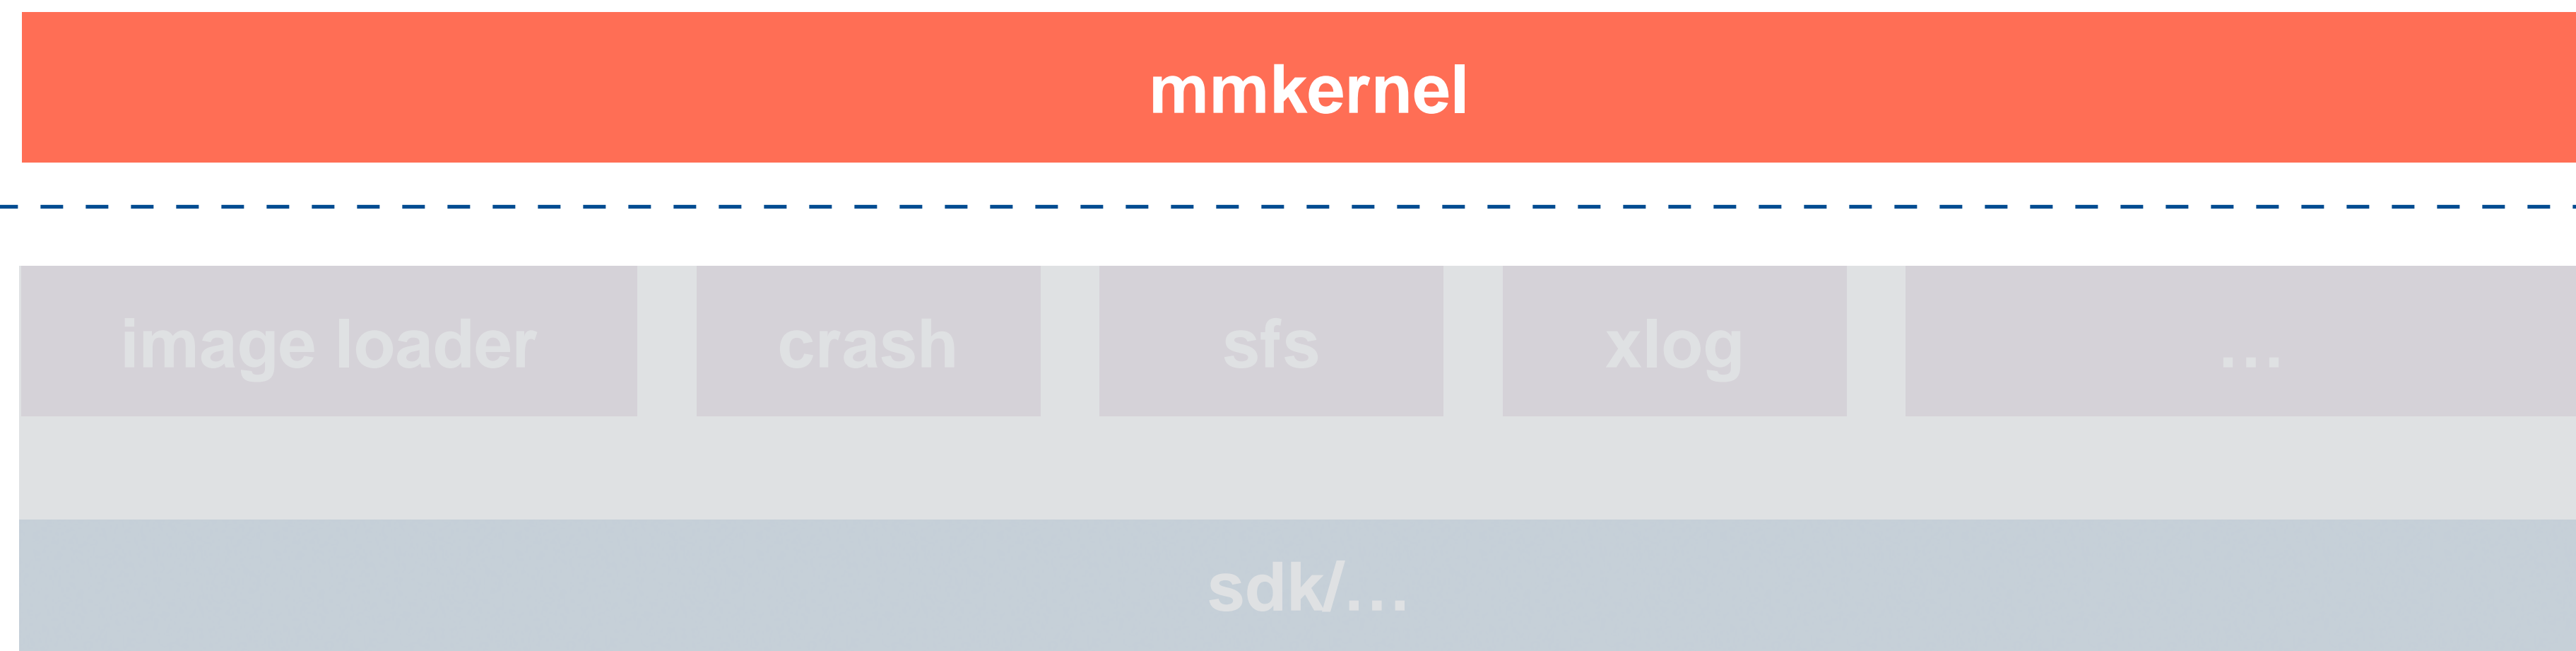 mmkernel
image loader crash sfs xlog …
sdk/…